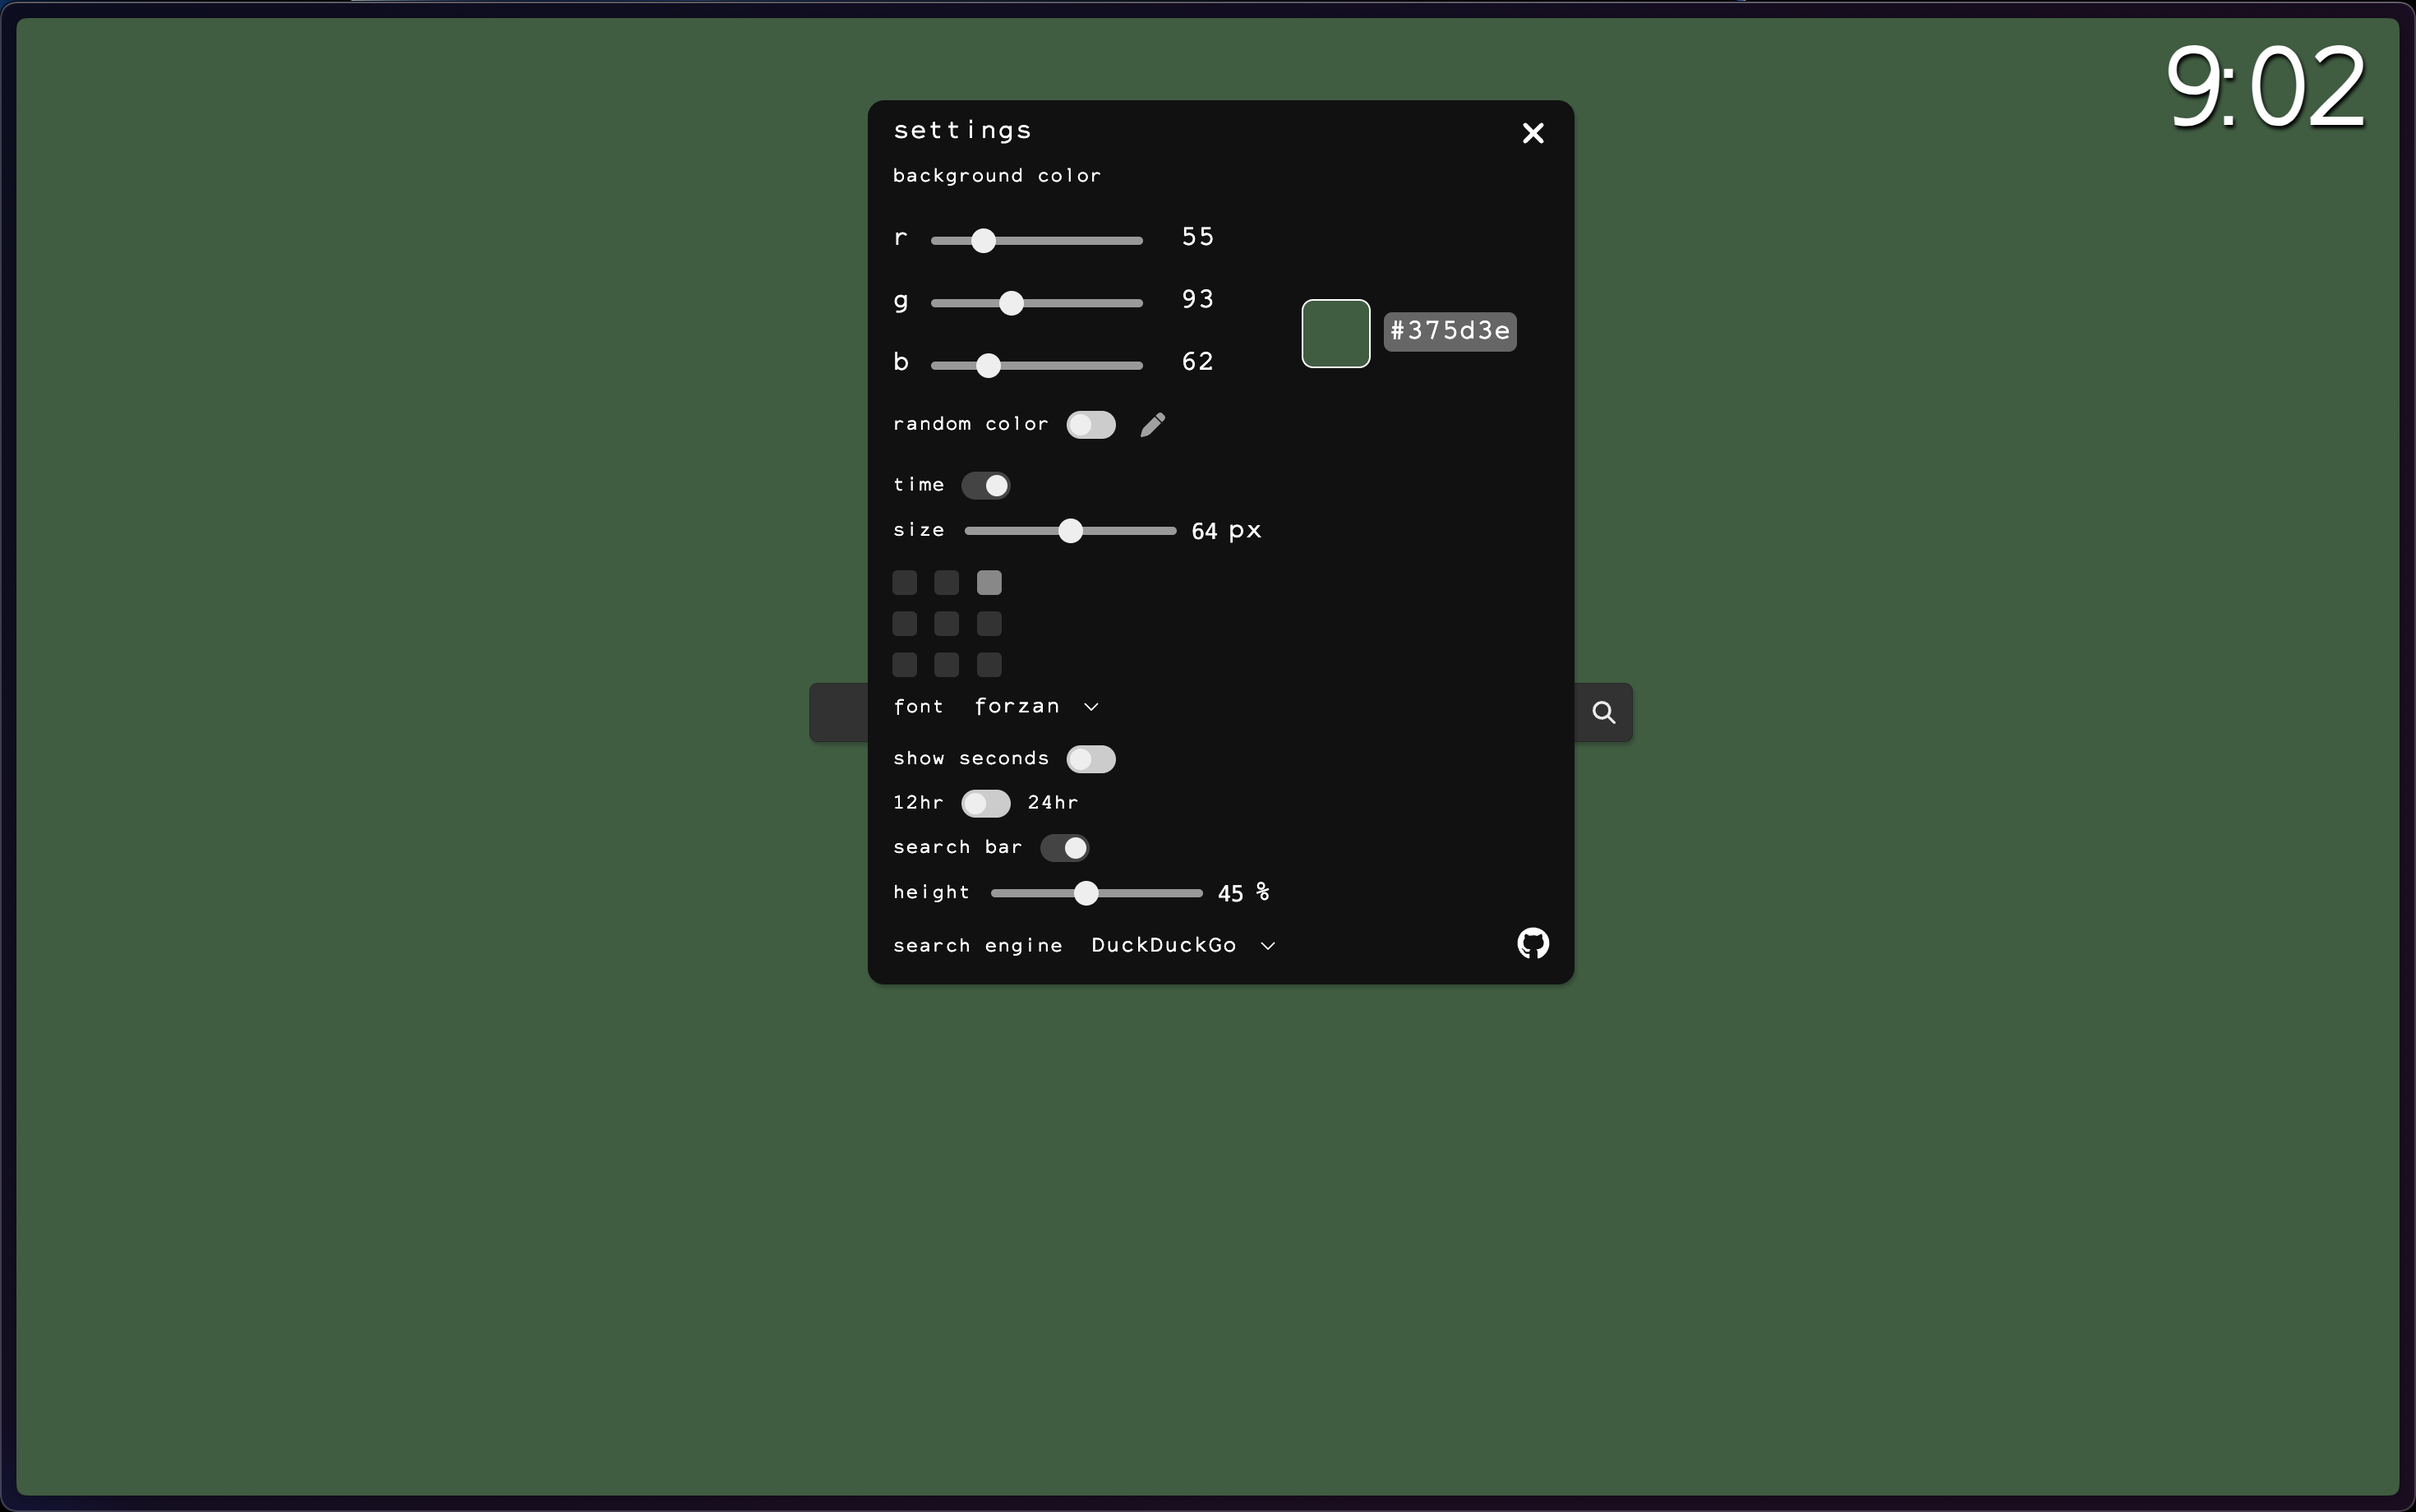 9:02
settings
background color
r 55
g 93
b 62
#375d3e
random color
time
size 64 px
font forzan
show seconds
12hr 24hr
search bar
height 45 %
search engine DuckDuckGo